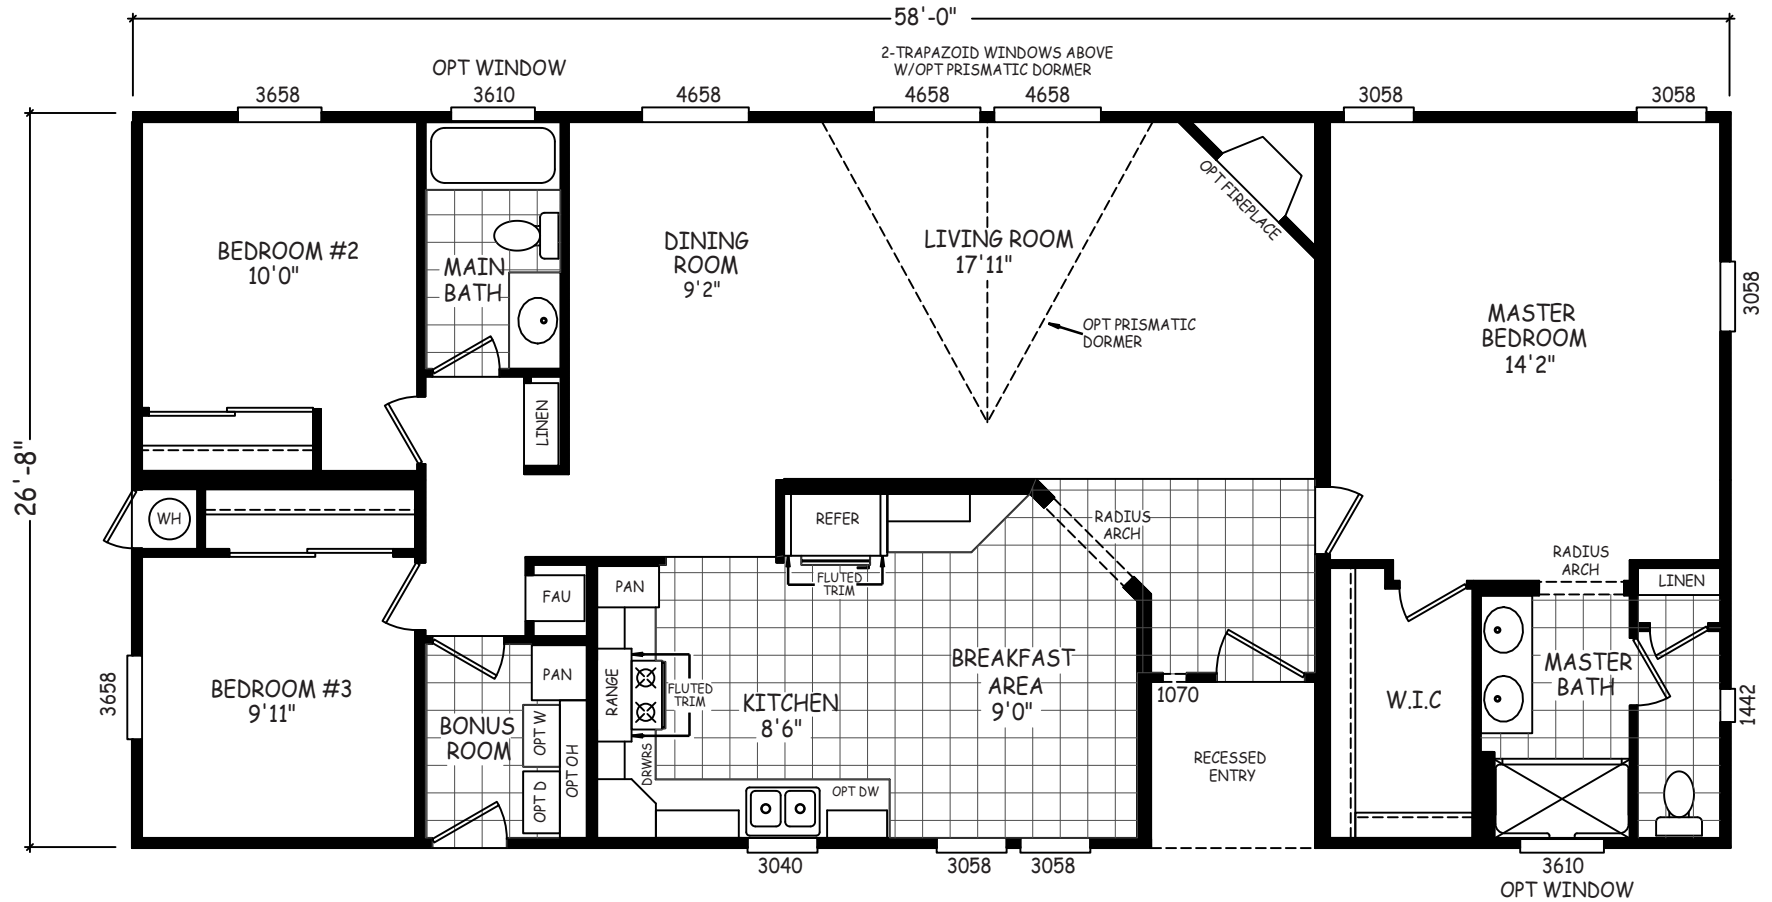 58'-0"
2-TRAPAZOID WINDOWS ABOVE
W/OPT PRISMATIC DORMER
OPT WINDOW
3658
3610
4658
4658
4658
3058
3058
26'-8"
BEDROOM #2
10'0"
MAIN
BATH
DINING
ROOM
9'2"
LIVING ROOM
17'11"
OPT FIREPLACE
OPT PRISMATIC
DORMER
MASTER
BEDROOM
14'2"
3058
LINEN
WH
REFER
FLUTED
TRIM
RADIUS
ARCH
RADIUS
ARCH
LINEN
PAN
FAU
BEDROOM #3
9'11"
3658
PAN
BONUS
ROOM
OPT W
OPT D
OPT OH
RANGE
FLUTED
TRIM
DRWRS
KITCHEN
8'6"
OPT DW
BREAKFAST
AREA
9'0"
1070
RECESSED
ENTRY
W.I.C
MASTER
BATH
1442
3040
3058
3058
3610
OPT WINDOW